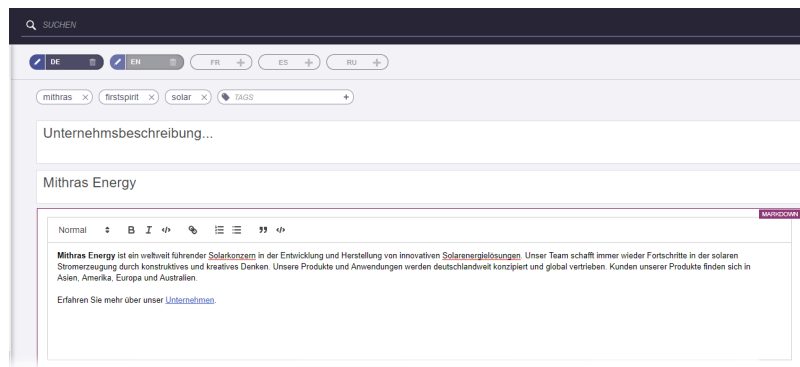 SUCHEN
DE EN FR + ES + RU +
mithras × firstspirit × solar × TAGS +
Unternehmsbeschreibung...
Mithras Energy
MARKDOWN
Normal B I </> " </>
Mithras Energy ist ein weltweit führender Solarkonzern in der Entwicklung und Herstellung von innovativen Solarenergielösungen. Unser Team schafft immer wieder Fortschritte in der solaren
Stromerzeugung durch konstruktives und kreatives Denken. Unsere Produkte und Anwendungen werden deutschlandweit konzipiert und global vertrieben. Kunden unserer Produkte finden sich in
Asien, Amerika, Europa und Australien.
Erfahren Sie mehr über unser Unternehmen.